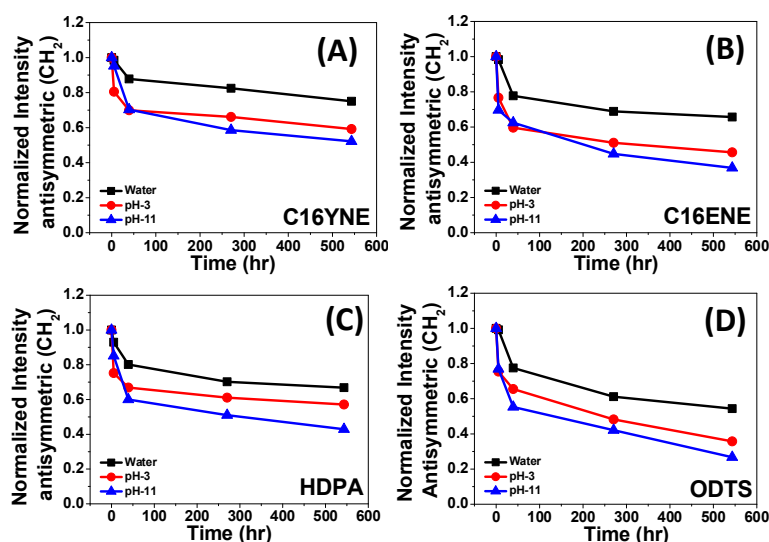 (A)
Normalized Intensity
antisymmetric (CH2)
1.2
1.0
0.8
0.6
0.4
0.2
0.0
Water
pH-3
pH-11
C16YNE
0 100 200 300 400 500 600
Time (hr)
(B)
Normalized Intensity
antisymmetric (CH2)
1.2
1.0
0.8
0.6
0.4
0.2
0.0
Water
pH-3
pH-11
C16ENE
0 100 200 300 400 500 600
Time (hr)
(C)
Normalized Intensity
antisymmetric (CH2)
1.2
1.0
0.8
0.6
0.4
0.2
0.0
Water
pH-3
pH-11
HDPA
0 100 200 300 400 500 600
Time (hr)
(D)
Normalized Intensity
Antisymmetric (CH2)
1.2
1.0
0.8
0.6
0.4
0.2
0.0
Water
pH-3
pH-11
ODTS
0 100 200 300 400 500 600
Time (hr)